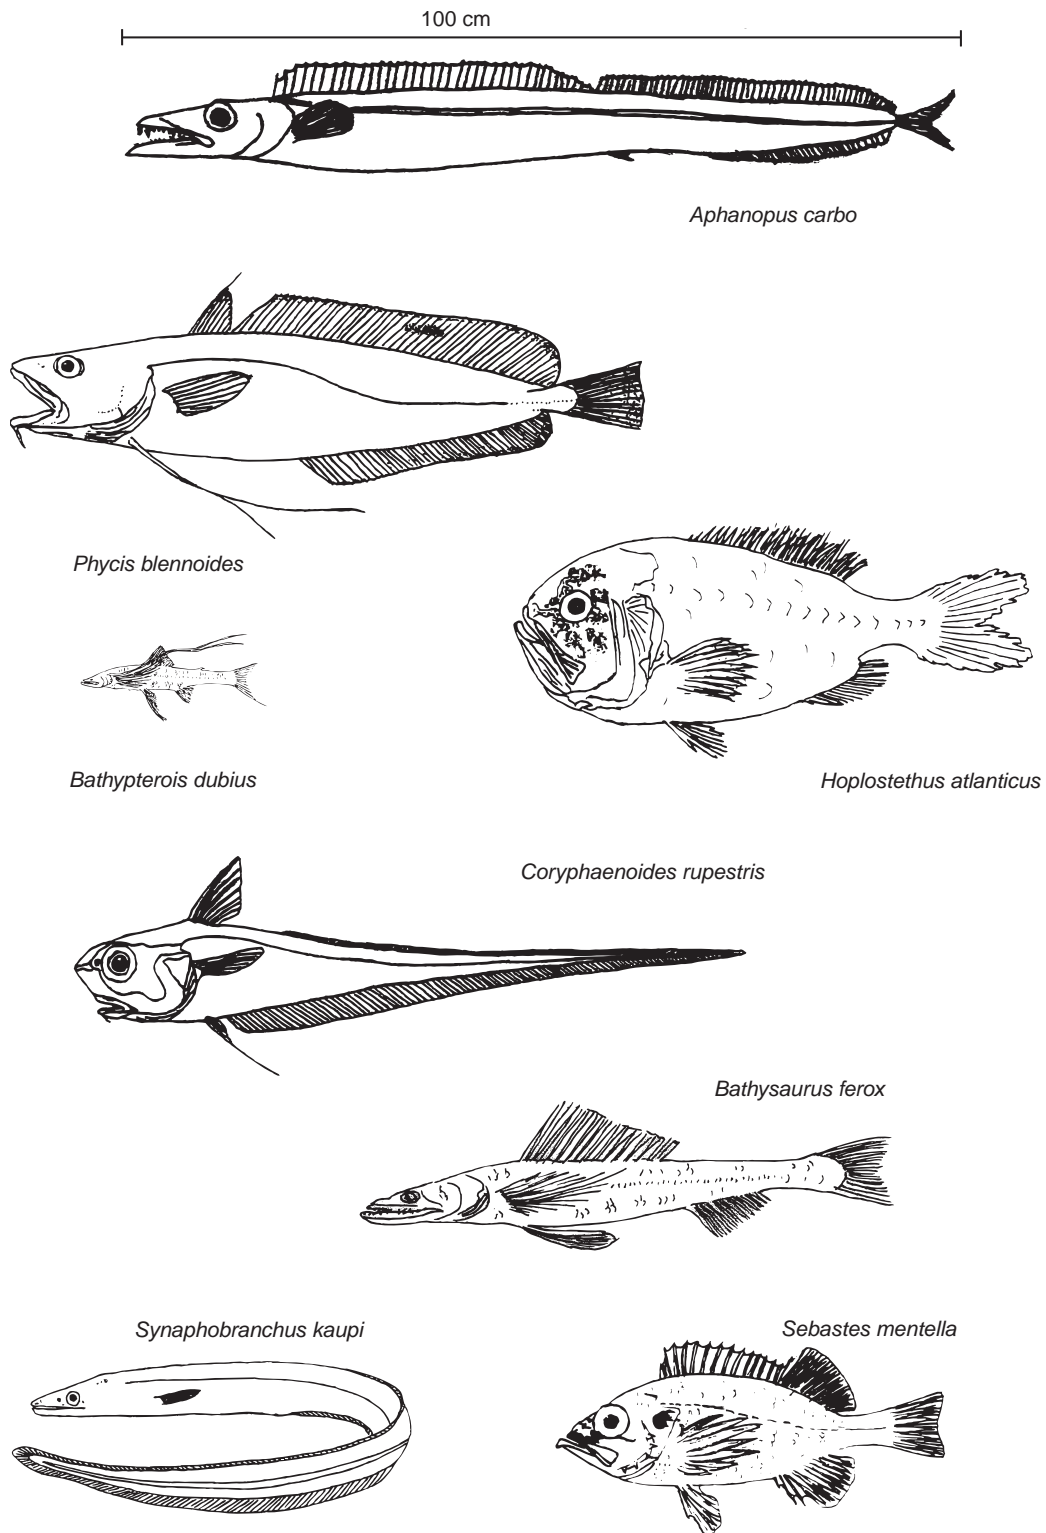 100 cm
Aphanopus carbo
Phycis blennoides
Bathypterois dubius
Hoplostethus atlanticus
Coryphaenoides rupestris
Bathysaurus ferox
Synaphobranchus kaupi
Sebastes mentella